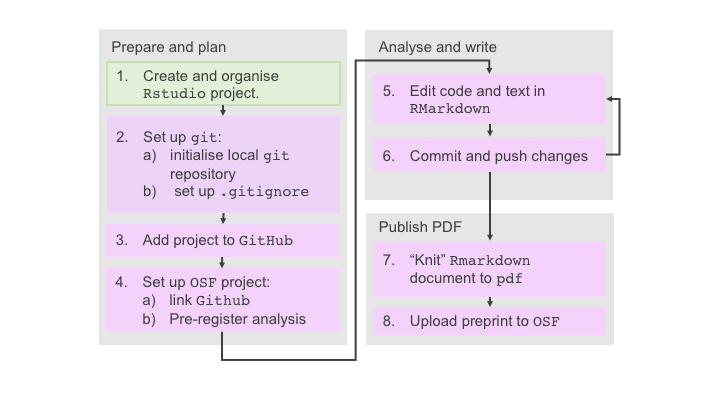 Prepare and plan
1. Create and organise
Rstudio project.
2. Set up git:
a) initialise local git
repository
b) set up .gitignore
3. Add project to GitHub
4. Set up OSF project:
a) link Github
b) Pre-register analysis
Analyse and write
5. Edit code and text in
RMarkdown
6. Commit and push changes
Publish PDF
7. “Knit” Rmarkdown
document to pdf
8. Upload preprint to OSF